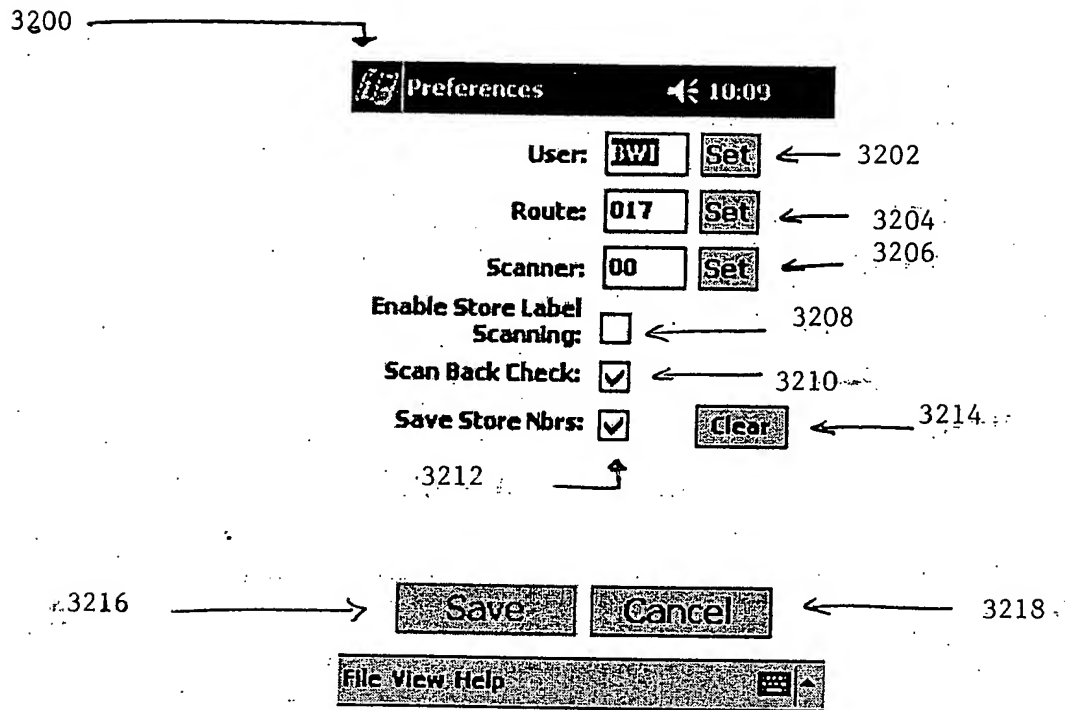 3200
Preferences 10:09
User: BWI Set 3202
Route: 017 Set 3204
Scanner: 00 Set 3206
Enable Store Label
Scanning: 3208
Scan Back Check: 3210
Save Store Nbrs: Clear 3214
3212
3216 Save Cancel 3218
File View Help